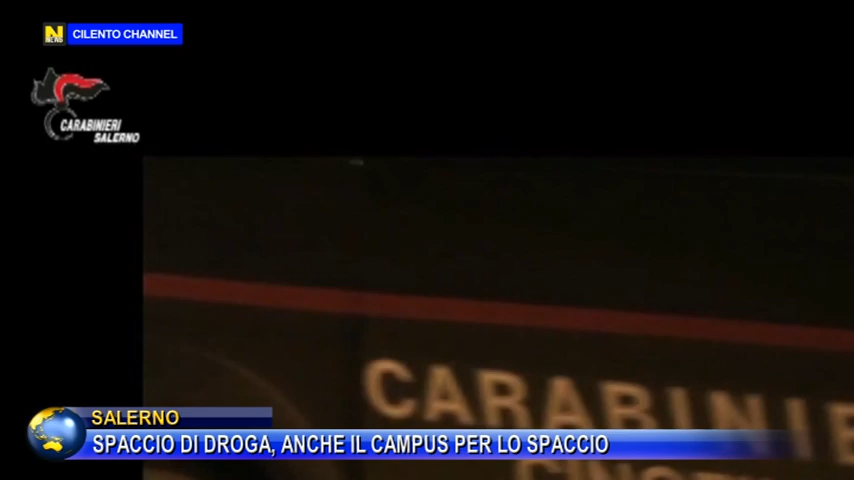 CILENTO CHANNEL
CARABINIERI
SALERNO
CARABINIE
SALERNO
SPACCIO DI DROGA, ANCHE IL CAMPUS PER LO SPACCIO